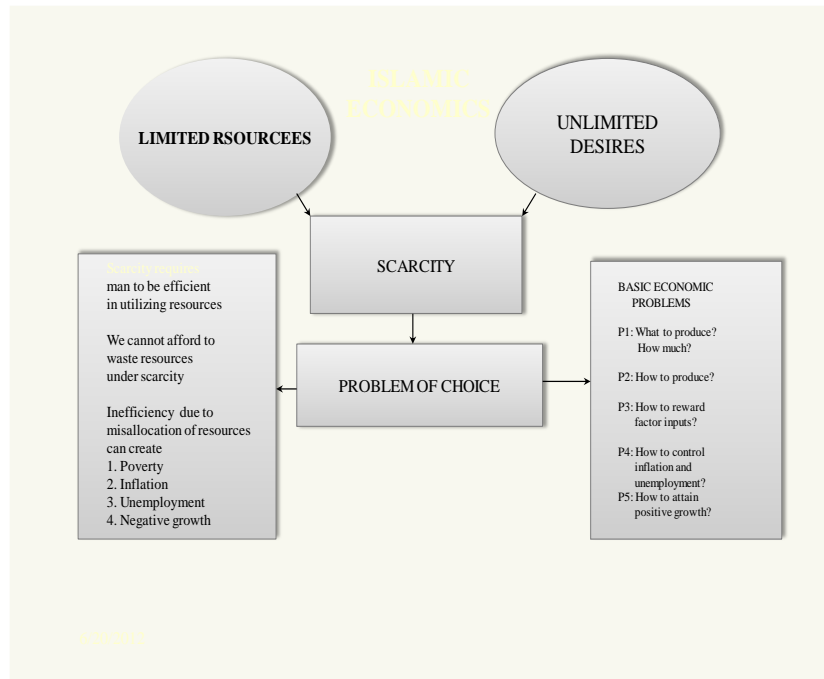 ISLAMIC
ECONOMICS
LIMITED RSOURCEES
UNLIMITED
DESIRES
SCARCITY
PROBLEM OF CHOICE
Scarcity requires
man to be efficient
in utilizing resources
We cannot afford to
waste resources
under scarcity
Inefficiency due to
misallocation of resources
can create
1. Poverty
2. Inflation
3. Unemployment
4. Negative growth
BASIC ECONOMIC
PROBLEMS
P1: What to produce?
How much?
P2: How to produce?
P3: How to reward
factor inputs?
P4: How to control
inflation and
unemployment?
P5: How to attain
positive growth?